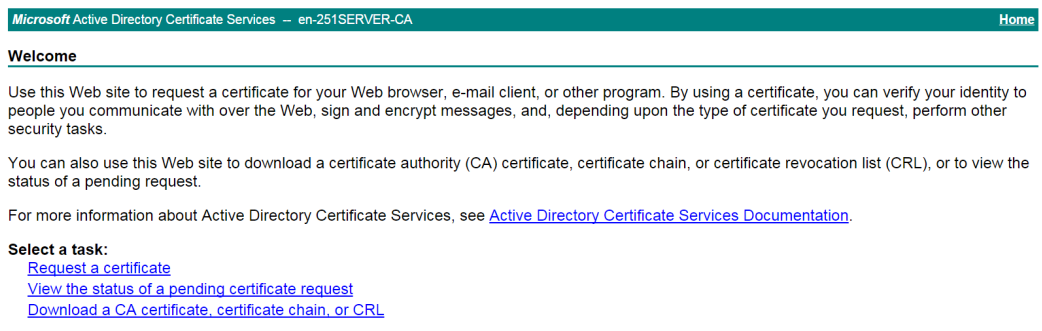 Microsoft Active Directory Certificate Services -- en-251SERVER-CA Home
Welcome
Use this Web site to request a certificate for your Web browser, e-mail client, or other program. By using a certificate, you can verify your identity to
people you communicate with over the Web, sign and encrypt messages, and, depending upon the type of certificate you request, perform other
security tasks.
You can also use this Web site to download a certificate authority (CA) certificate, certificate chain, or certificate revocation list (CRL), or to view the
status of a pending request.
For more information about Active Directory Certificate Services, see Active Directory Certificate Services Documentation.
Select a task:
Request a certificate
View the status of a pending certificate request
Download a CA certificate, certificate chain, or CRL